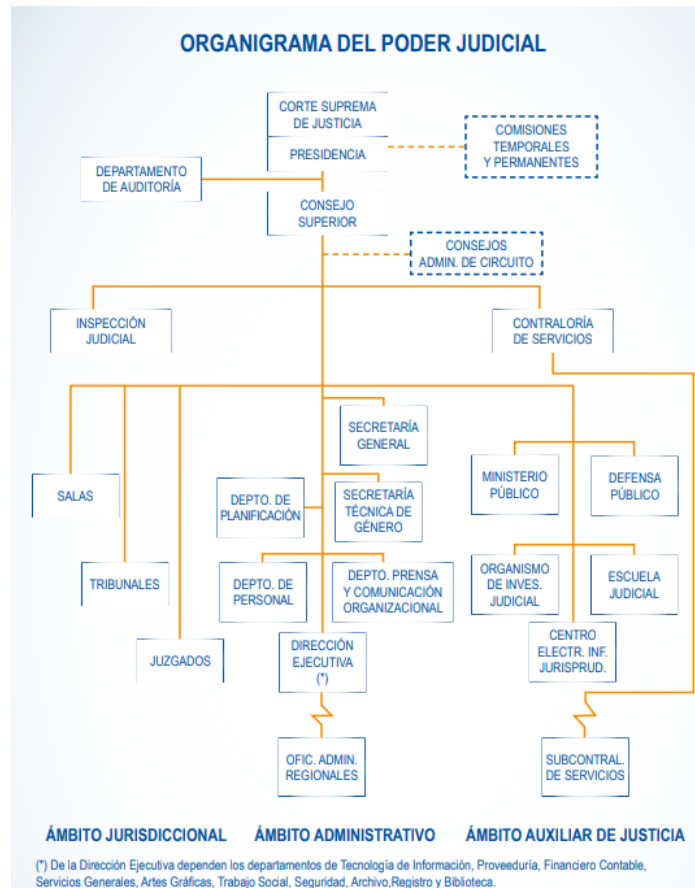 ORGANIGRAMA DEL PODER JUDICIAL
CORTE SUPREMA
DE JUSTICIA
PRESIDENCIA
COMISIONES
TEMPORALES
Y PERMANENTES
DEPARTAMENTO
DE AUDITORÍA
CONSEJO
SUPERIOR
CONSEJOS
ADMIN. DE CIRCUITO
INSPECCIÓN
JUDICIAL
CONTRALORÍA
DE SERVICIOS
SECRETARÍA
GENERAL
SALAS
DEPTO. DE
PLANIFICACIÓN
SECRETARÍA
TÉCNICA DE
GÉNERO
MINISTERIO
PÚBLICO
DEFENSA
PÚBLICO
TRIBUNALES
DEPTO. DE
PERSONAL
DEPTO. PRENSA
Y COMUNICACIÓN
ORGANIZACIONAL
ORGANISMO
DE INVES.
JUDICIAL
ESCUELA
JUDICIAL
JUZGADOS
DIRECCIÓN
EJECUTIVA
(*)
CENTRO
ELECTR. INF.
JURISPRUD.
OFIC. ADMIN.
REGIONALES
SUBCONTRAL.
DE SERVICIOS
ÁMBITO JURISDICCIONAL
ÁMBITO ADMINISTRATIVO
ÁMBITO AUXILIAR DE JUSTICIA
(*) De la Dirección Ejecutiva dependen los departamentos de Tecnología de Información, Proveeduría, Financiero Contable,
Servicios Generales, Artes Gráficas, Trabajo Social, Seguridad, Archivo,Registro y Biblioteca.